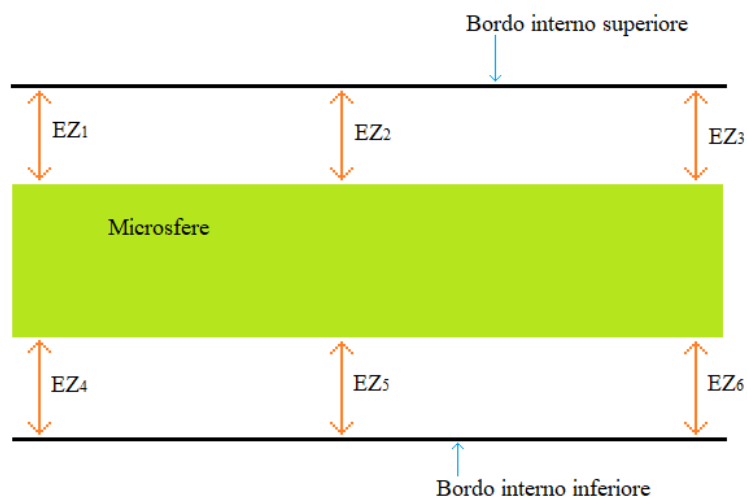 Bordo interno superiore
EZ1 EZ2 EZ3
Microsfere
EZ4 EZ5 EZ6
Bordo interno inferiore